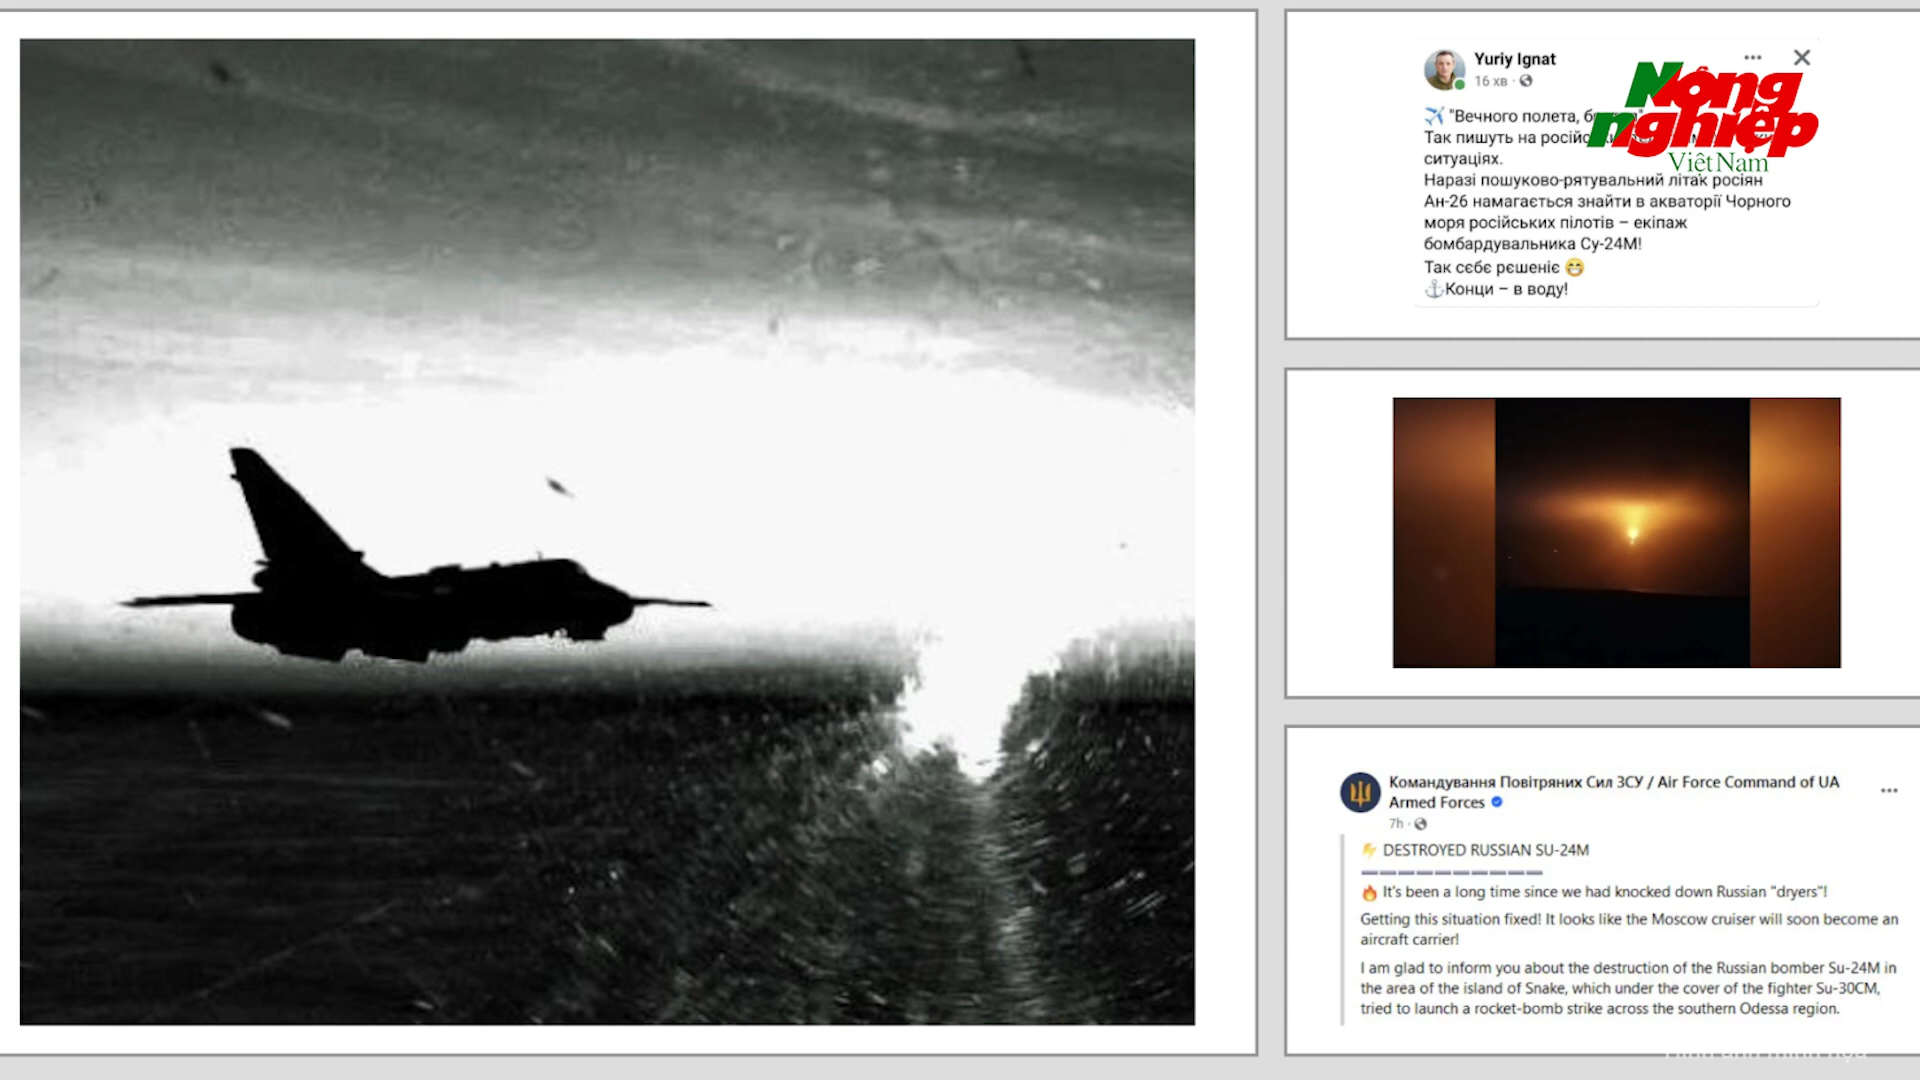 Yuriy Ignat
16 хв
Nông
nghiệp
Việt Nam
"Вечного полета,
Так пишуть на
ситуаціях.
Наразі пошуково-рятувальний літак росіян
Ан-26 намагається знайти в акваторії Чорного
моря російських пілотів – екіпаж
бомбардувальника Су-24М!
Так сєбє рєшеніє
Конци – в воду!
Командування Повітряних Сил ЗСУ / Air Force Command of UA
Armed Forces
7h
DESTROYED RUSSIAN SU-24M
It's been a long time since we had knocked down Russian "dryers"!
Getting this situation fixed! It looks like the Moscow cruiser will soon become an
aircraft carrier!
I am glad to inform you about the destruction of the Russian bomber Su-24M in
the area of the island of Snake, which under the cover of the fighter Su-30CM,
tried to launch a rocket-bomb strike across the southern Odessa region.